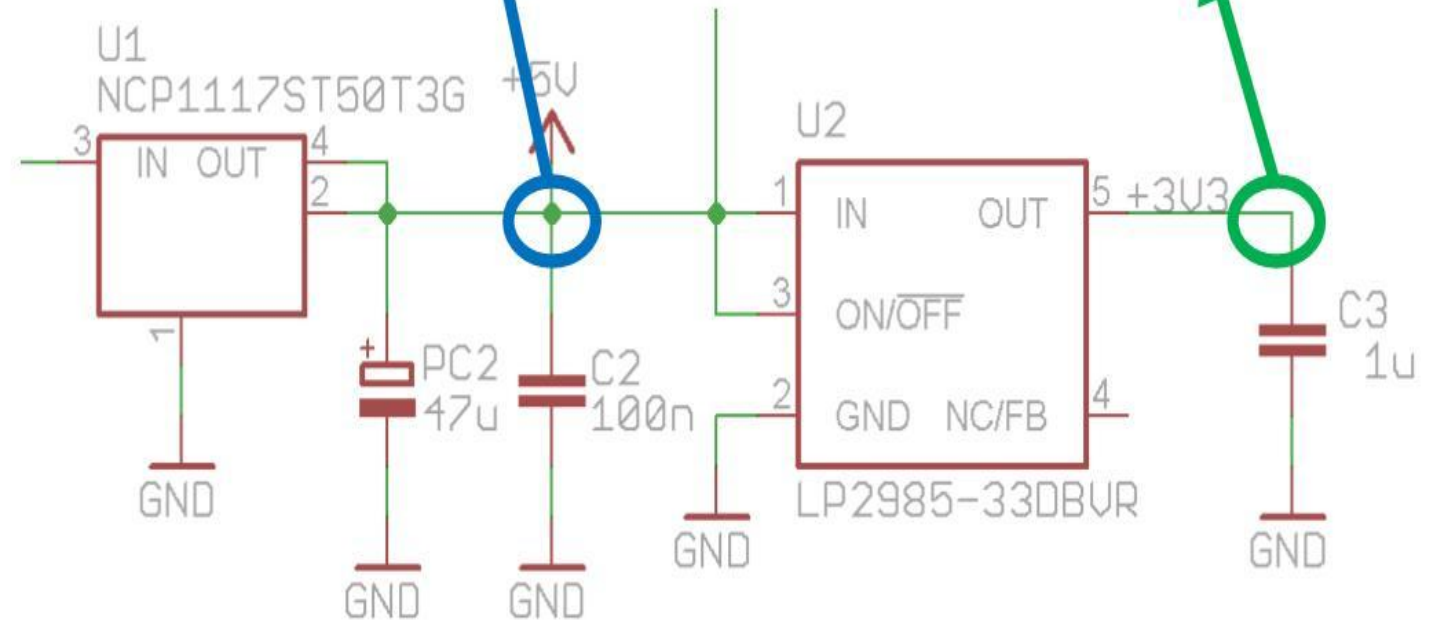 U1
NCP1117ST50T3G
3
IN OUT
4
2
1
GND
+5V
PC2
+
47u
GND
C2
100n
GND
U2
1
IN
OUT
5
+3V3
3
ON/OFF
2
GND
NC/FB
4
LP2985-33DBVR
GND
C3
1u
GND